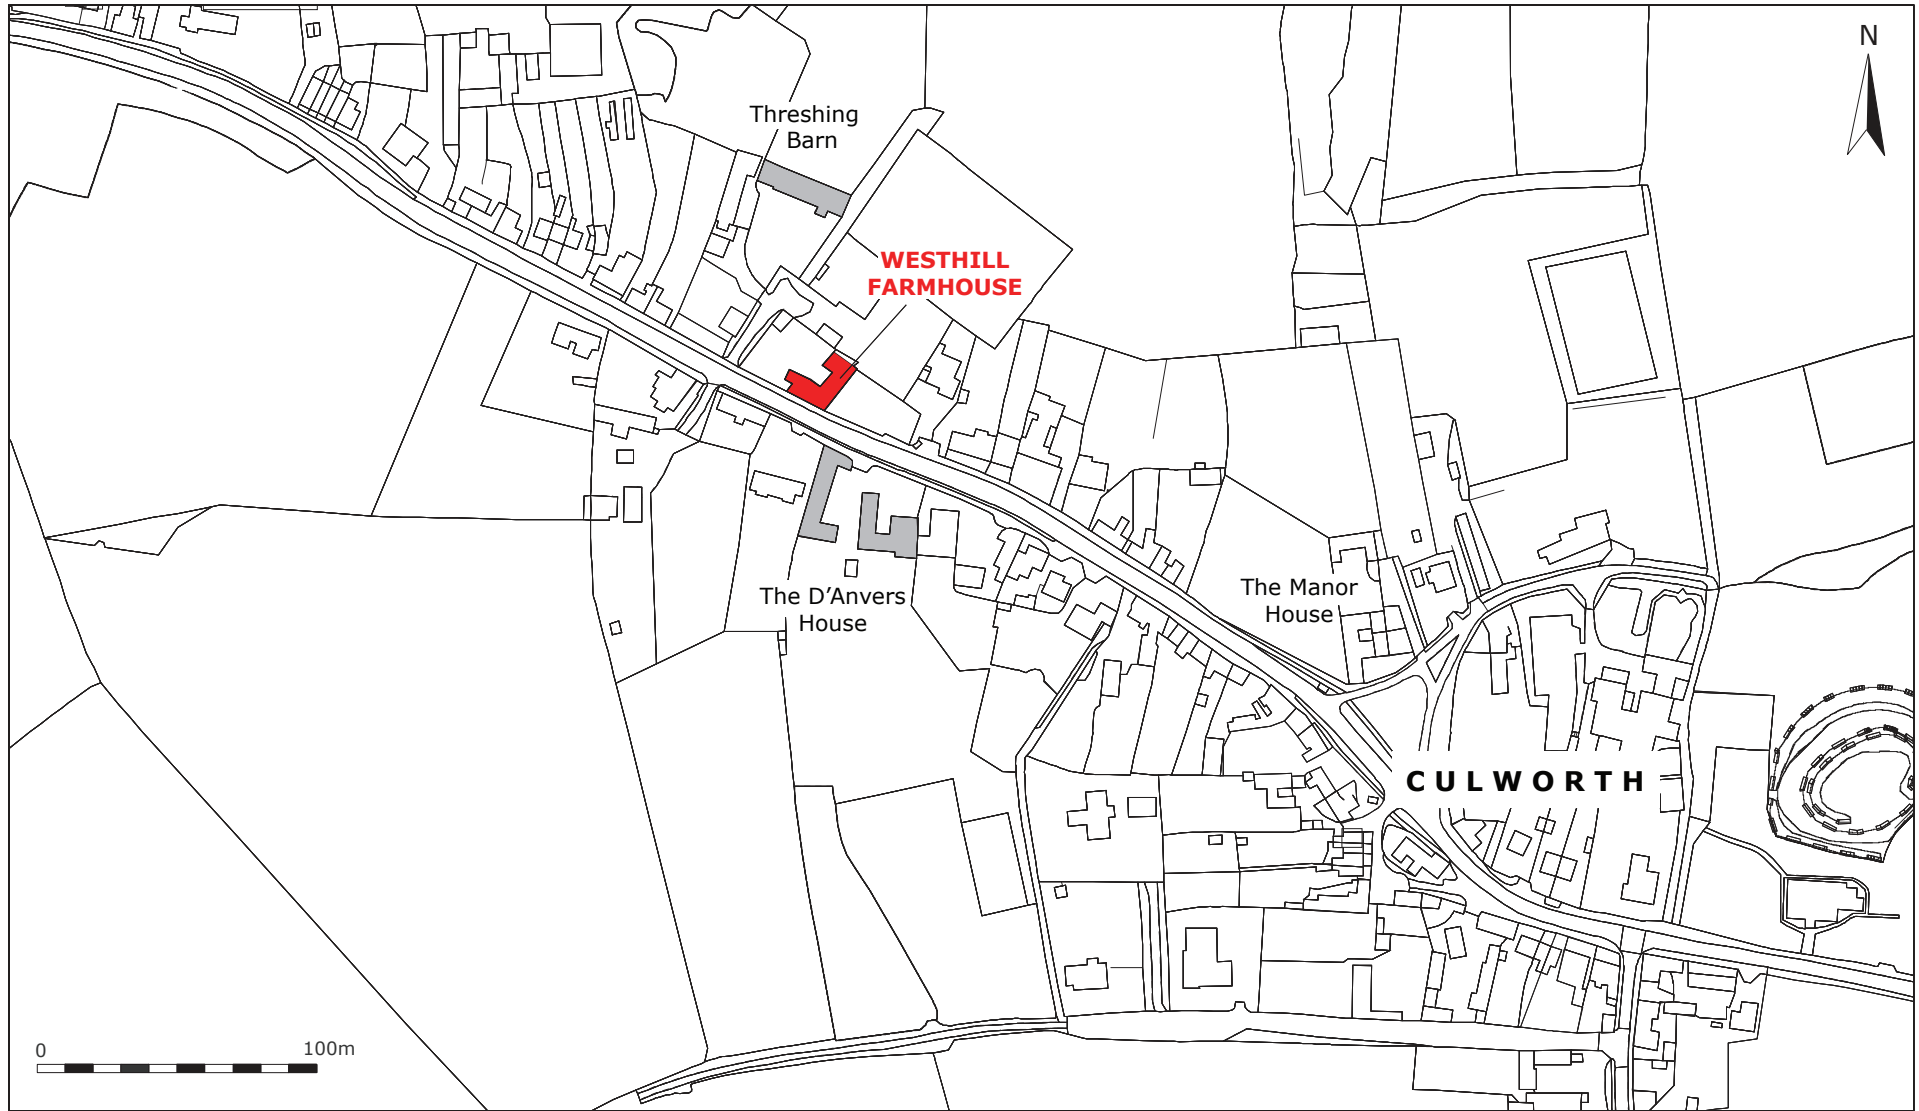 N
Threshing
Barn
WESTHILL
FARMHOUSE
The D’Anvers
House
The Manor
House
CULWORTH
0
100m